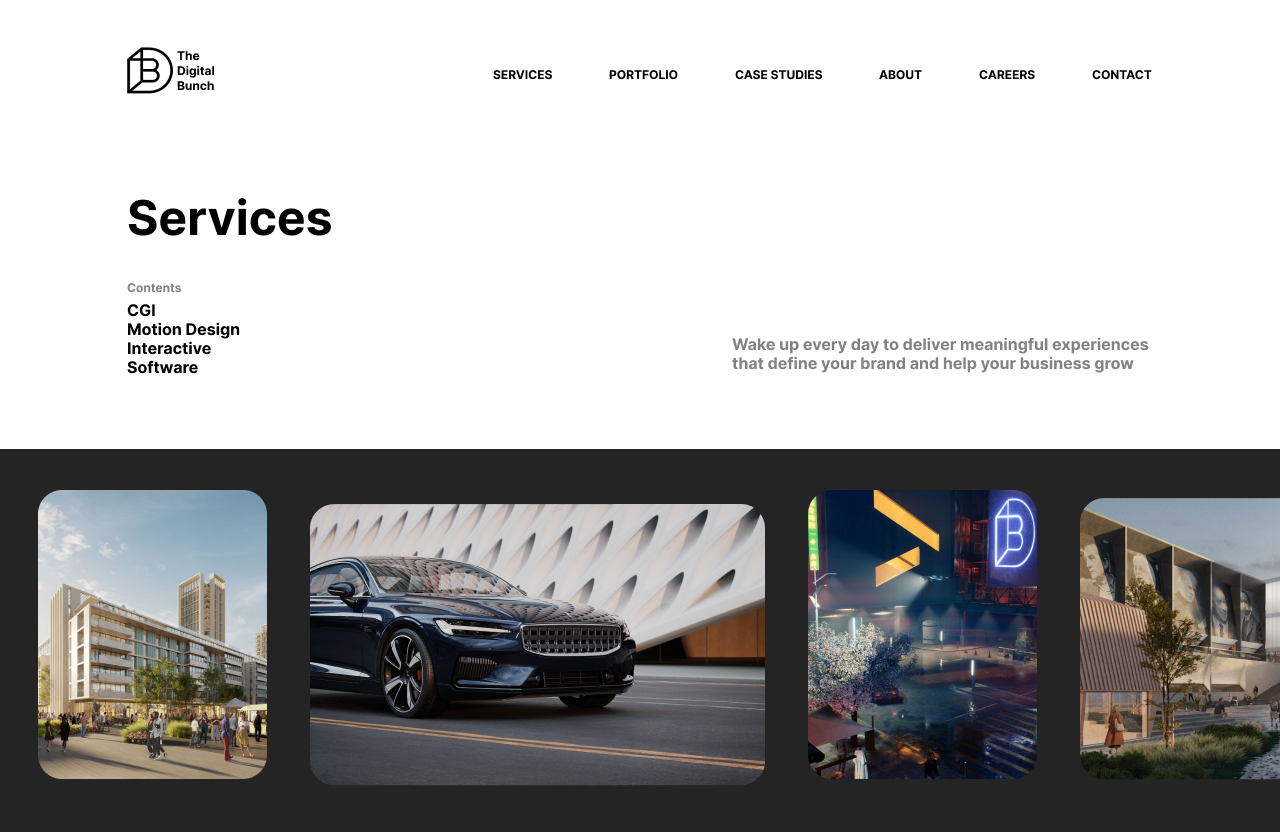 The
Digital
Bunch
SERVICES
PORTFOLIO
CASE STUDIES
ABOUT
CAREERS
CONTACT
Services
Contents
CGI
Motion Design
Interactive
Software
Wake up every day to deliver meaningful experiences
that define your brand and help your business grow